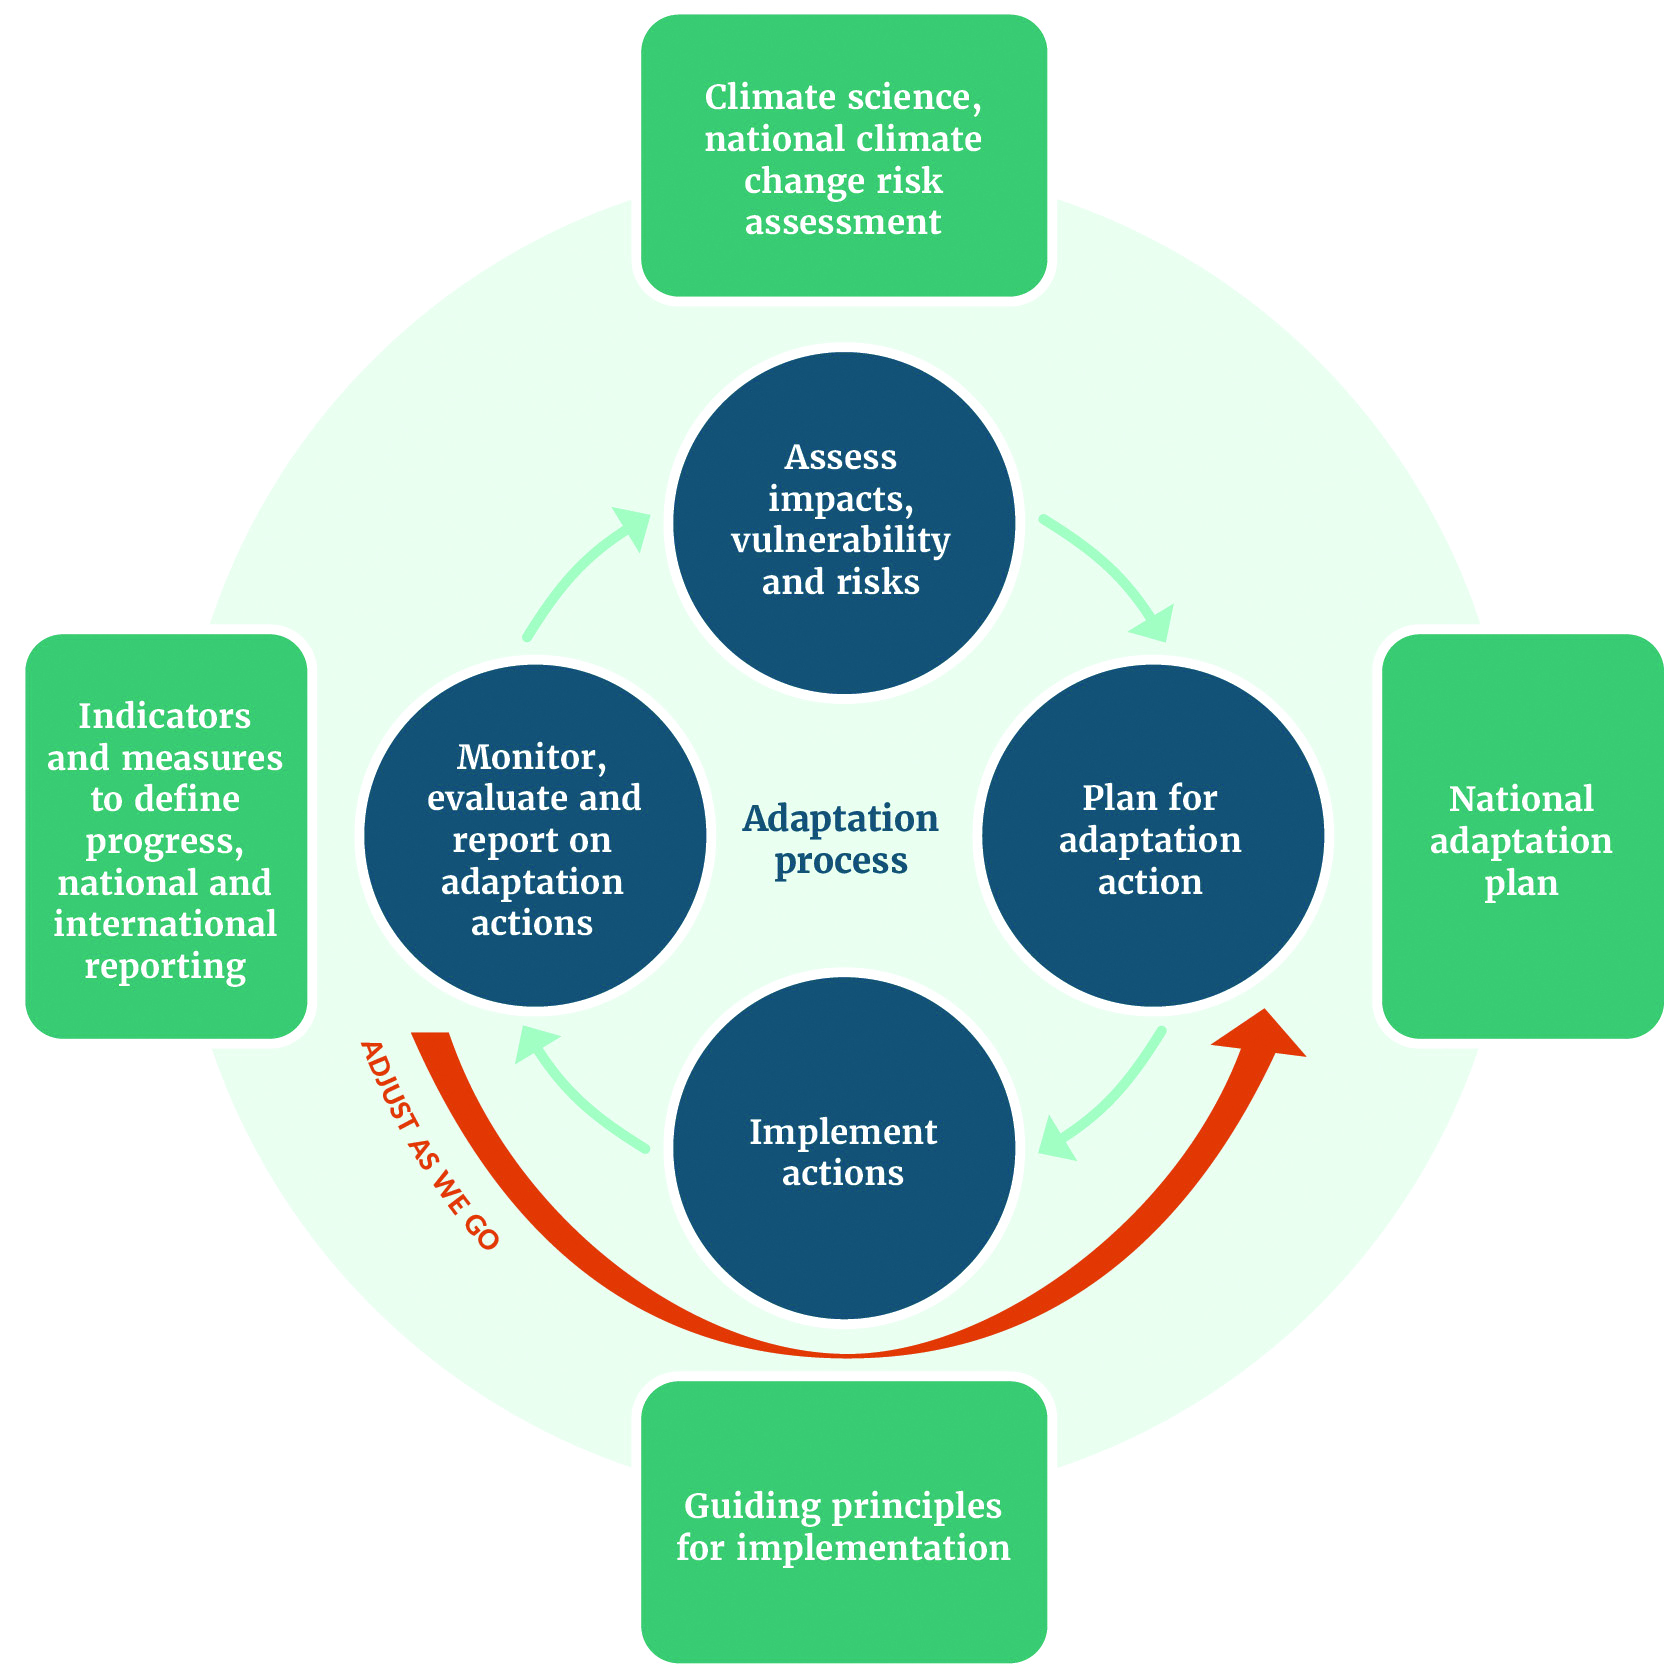 Climate science,
national climate
change risk
assessment
Assess
impacts,
vulnerability
and risks
Indicators
and measures
to define
progress,
national and
international
reporting
Monitor,
evaluate and
report on
adaptation
actions
Adaptation
process
Plan for
adaptation
action
National
adaptation
plan
ADJUST AS WE GO
Implement
actions
Guiding principles
for implementation